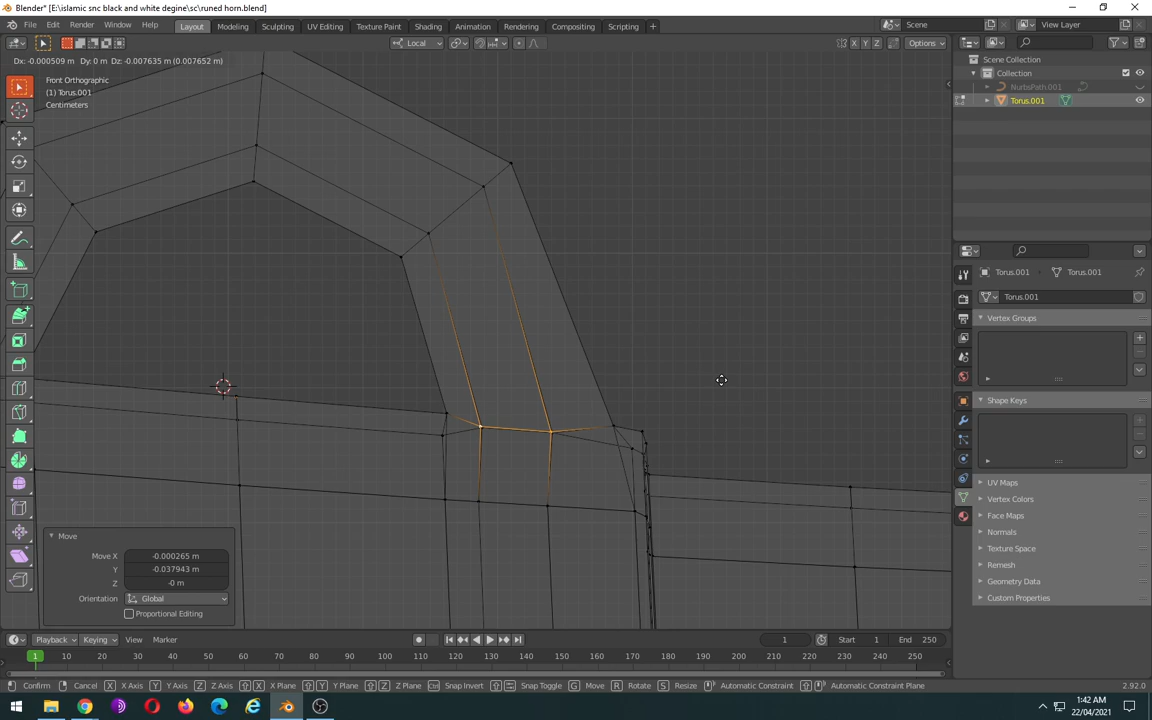 Blender* [E:\islamic snc black and white degine\sc\runed horn.blend]
File Edit Render Window Help Layout Modeling Sculpting UV Editing Texture Paint Shading Animation Rendering Compositing Scripting + Scene View Layer
Local X Y Z Options
Dx: -0.000509 m Dy: 0 m Dz: -0.007635 m (0.007652 m)
Front Orthographic
(1) Torus.001
Centimeters
Scene Collection
Collection
NurbsPath.001
Torus.001
Torus.001 Torus.001
Torus.001
Vertex Groups
Shape Keys
UV Maps
Vertex Colors
Face Maps
Normals
Texture Space
Remesh
Geometry Data
Custom Properties
Move
Move X -0.000265 m
Y -0.037943 m
Z -0 m
Orientation Global
Proportional Editing
Playback Keying View Marker 1 Start 1 End 250
1 10 20 30 40 50 60 70 80 90 100 110 120 130 140 150 160 170 180 190 200 210 220 230 240 250
Confirm Cancel X X Axis Y Y Axis Z Z Axis X X Plane Y Y Plane Z Z Plane Ctrl Snap Invert Snap Toggle G Move R Rotate S Resize Automatic Constraint Automatic Constraint Plane 2.92.0
1:42 AM
22/04/2021